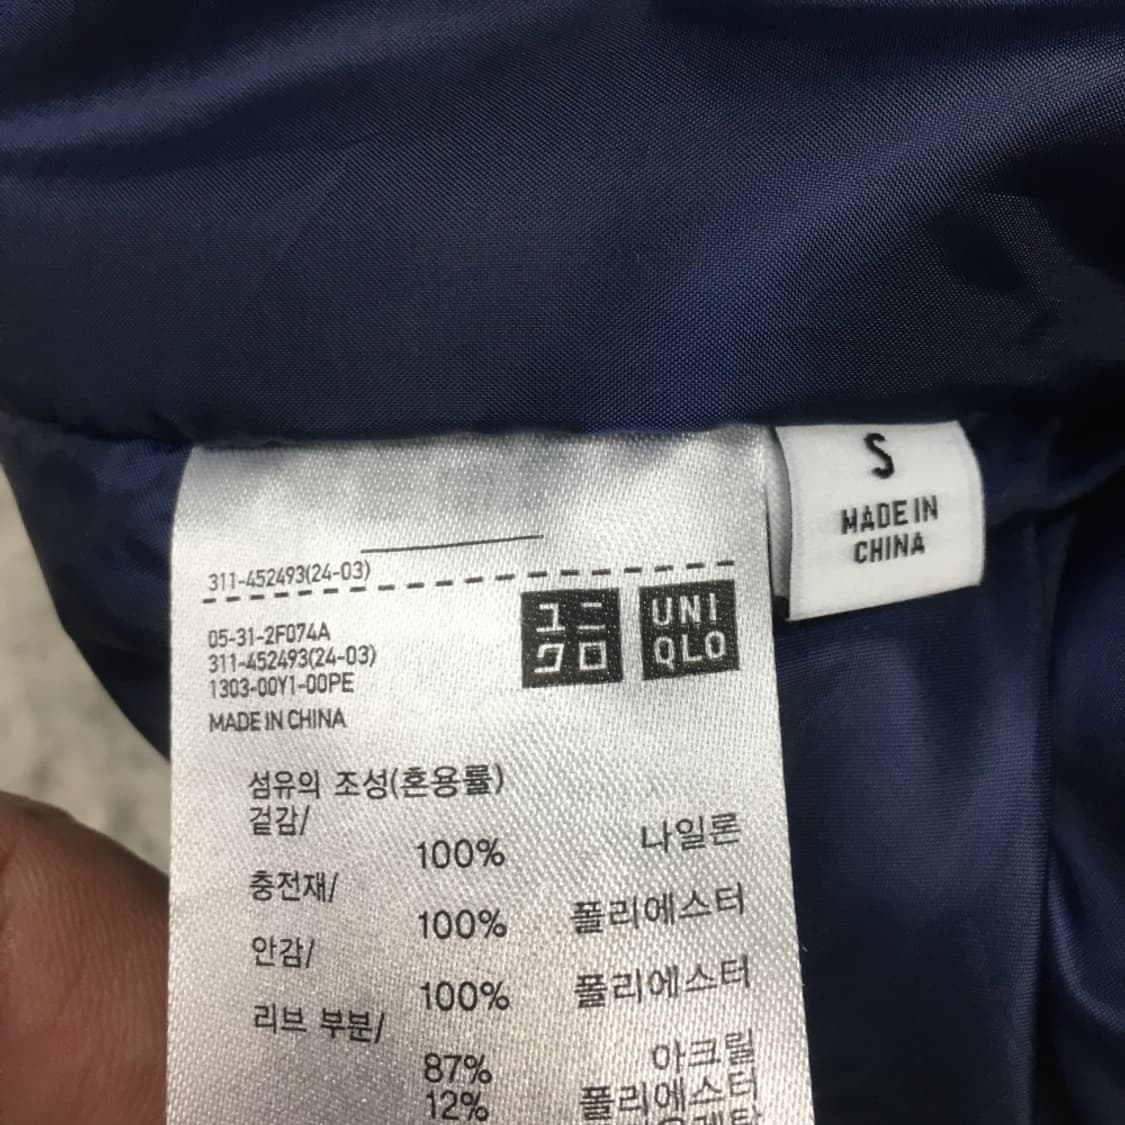 S
MADE IN
CHINA
311-452493(24-03)
05-31-2F074A
311-452493(24-03)
1303-00Y1-00PE
MADE IN CHINA
ユニ
クロ
UNI
QLO
섬유의 조성(혼용률)
겉감/
100% 나일론
충전재/
100% 폴리에스터
안감/
100% 폴리에스터
리브 부분/
87% 아크릴
12% 폴리에스터